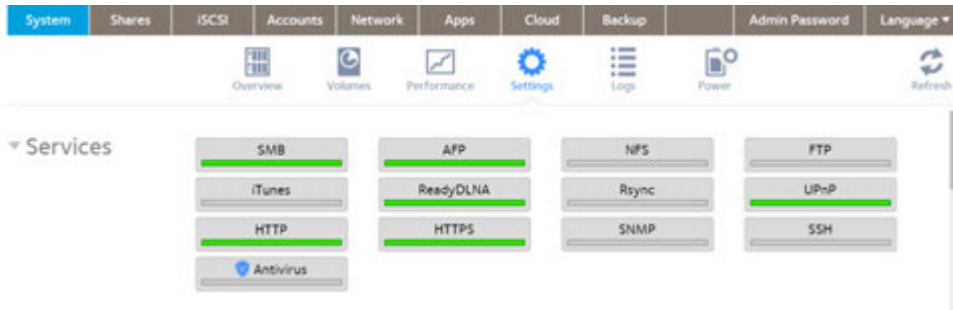 System Shares iSCSI Accounts Network Apps Cloud Backup Admin Password Language
Overview Volumes Performance Settings Logs Power Refresh
Services
SMB AFP NFS FTP
iTunes ReadyDLNA Rsync UPnP
HTTP HTTPS SNMP SSH
Antivirus